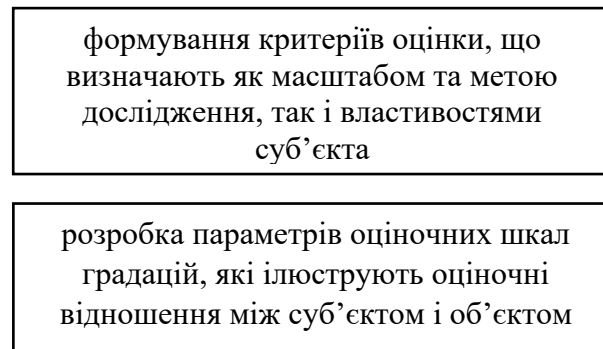 формування критеріїв оцінки, що
визначають як масштабом та метою
дослідження, так і властивостями
суб’єкта
розробка параметрів оціночних шкал
градацій, які ілюструють оціночні
відношення між суб’єктом і об’єктом